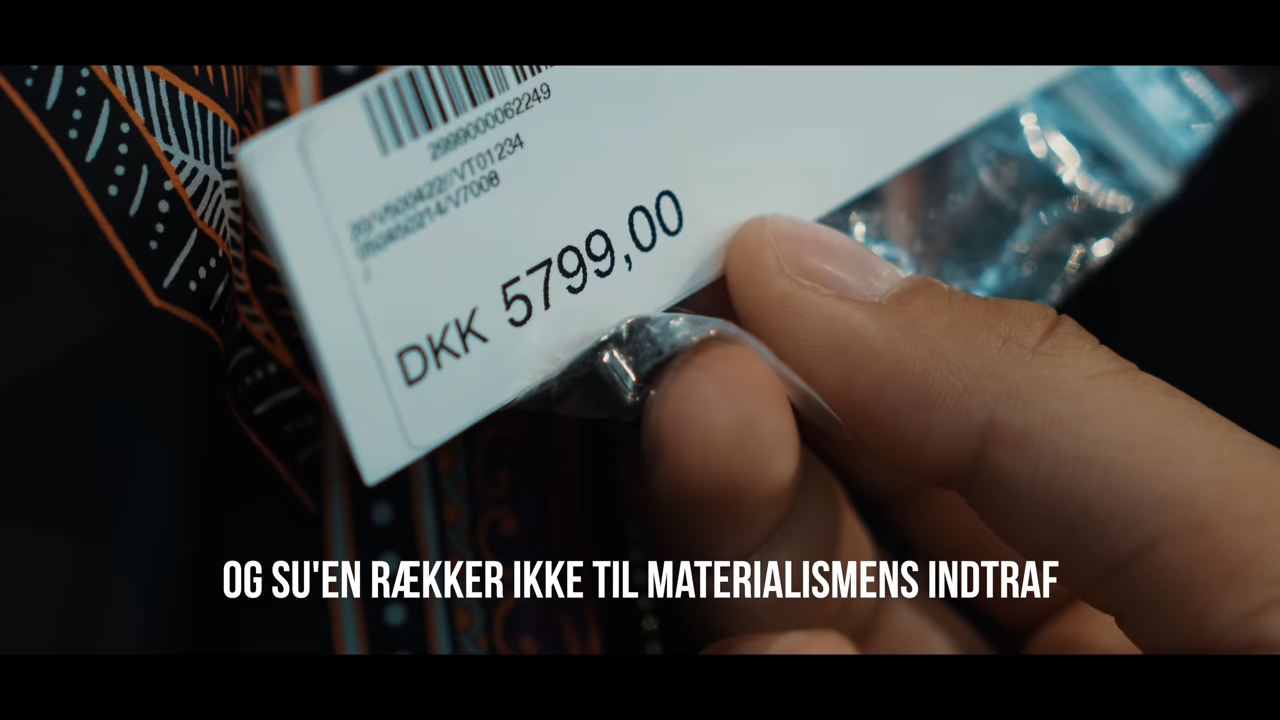 2999000062249
DKK 5799,00
OG SU'EN RÆKKER IKKE TIL MATERIALISMENS INDTRAF